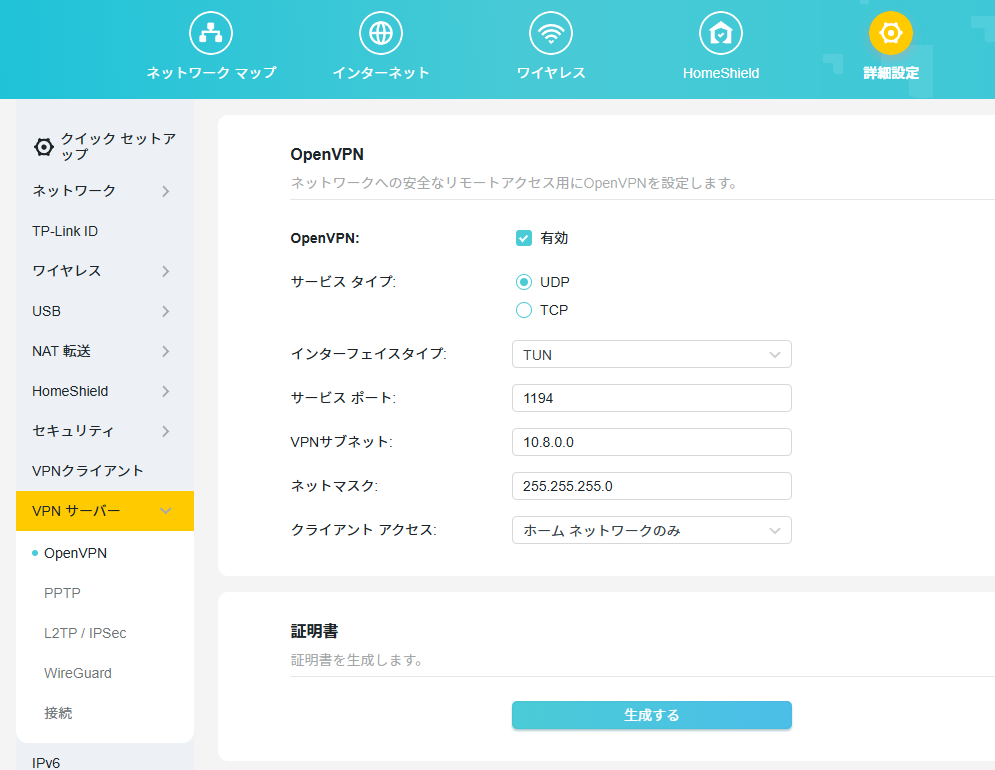 ネットワーク マップ
インターネット
ワイヤレス
HomeShield
詳細設定
クイック セットア
ップ
ネットワーク
TP-Link ID
ワイヤレス
USB
NAT 転送
HomeShield
セキュリティ
VPNクライアント
VPN サーバー
OpenVPN
PPTP
L2TP / IPSec
WireGuard
接続
IPv6
OpenVPN
ネットワークへの安全なリモートアクセス用にOpenVPNを設定します。
OpenVPN: 有効
サービス タイプ: UDP
TCP
インターフェイスタイプ: TUN
サービス ポート: 1194
VPNサブネット: 10.8.0.0
ネットマスク: 255.255.255.0
クライアント アクセス: ホーム ネットワークのみ
証明書
証明書を生成します。
生成する